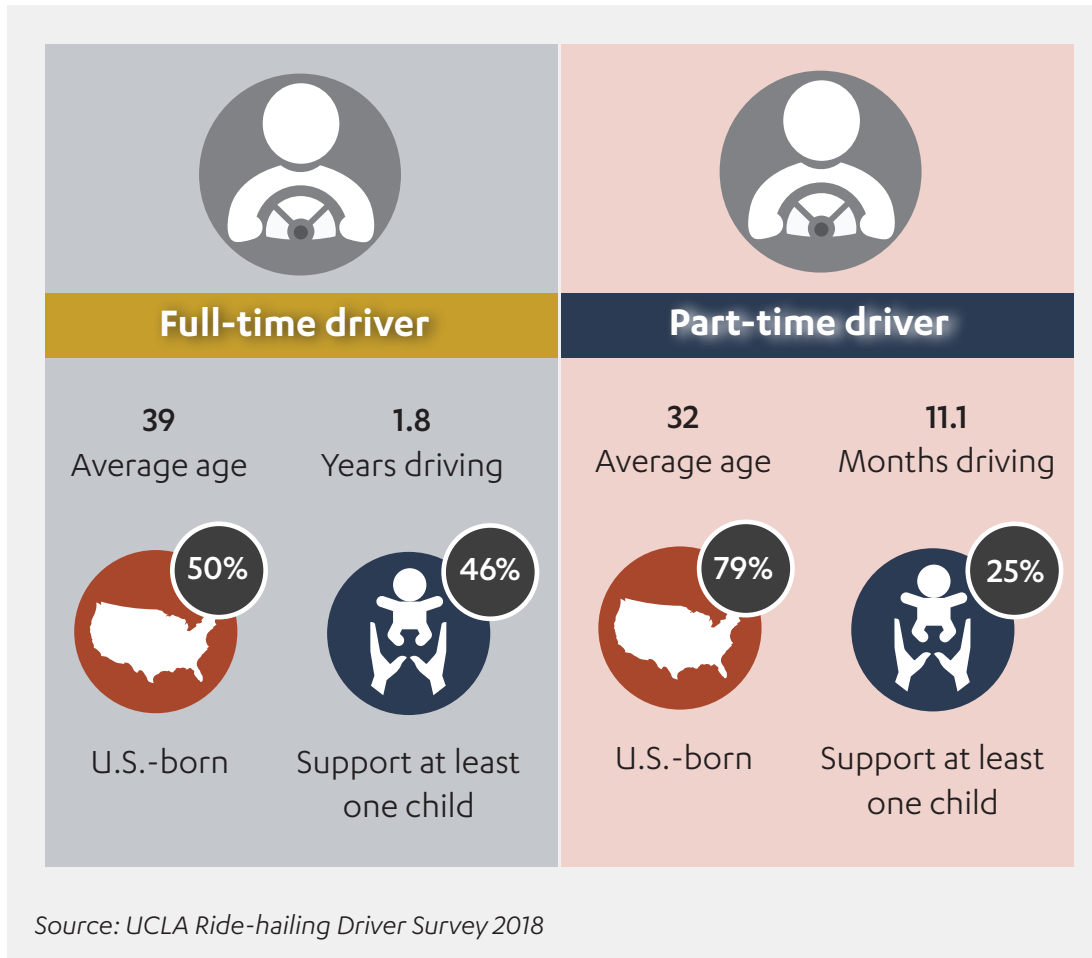 Full-time driver
39
Average age
1.8
Years driving
50%
U.S.-born
46%
Support at least
one child
Part-time driver
32
Average age
11.1
Months driving
79%
U.S.-born
25%
Support at least
one child
Source: UCLA Ride-hailing Driver Survey 2018